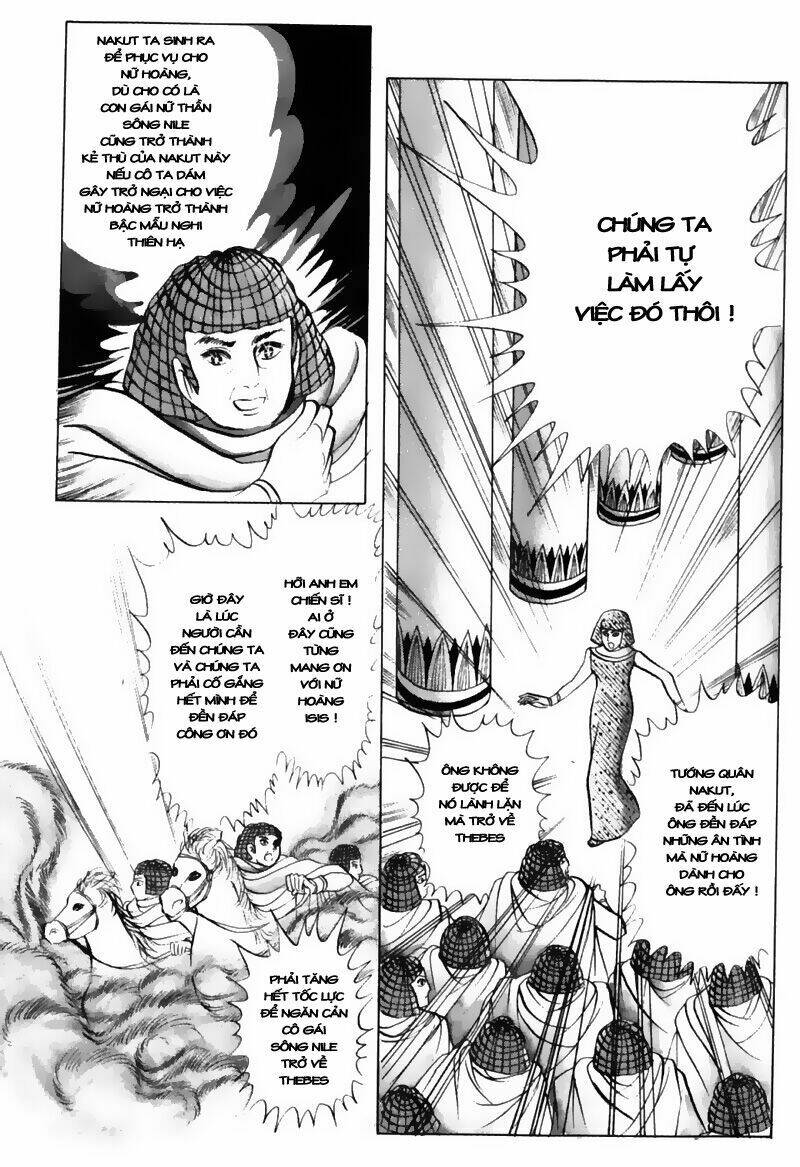 CHÚNG TA
PHẢI TỰ
LÀM LẤY
VIỆC ĐÓ THÔI !
TƯỚNG QUÂN
NAKUT,
ĐÃ ĐẾN LÚC
ÔNG ĐỀN ĐÁP
NHỮNG ÂN TÌNH
MÀ NỮ HOÀNG
DÀNH CHO
ÔNG RỒI ĐẤY !
ÔNG KHÔNG
ĐƯỢC ĐỂ
NÓ LÀNH LẶN
MÀ TRỞ VỀ
THEBES
NAKUT TA SINH RA
ĐỂ PHỤC VỤ CHO
NỮ HOÀNG,
DÙ CHO CÓ LÀ
CON GÁI NỮ THẦN
SÔNG NILE
CŨNG TRỞ THÀNH
KẺ THÙ CỦA NAKUT NÀY
NẾU CÔ TA DÁM
GÂY TRỞ NGẠI CHO VIỆC
NỮ HOÀNG TRỞ THÀNH
BẬC MẪU NGHI
THIÊN HẠ
HỠI ANH EM
CHIẾN SĨ !
AI Ở
ĐÂY CŨNG
TỪNG
MANG ƠN
VỚI NỮ
HOÀNG
ISIS !
GIỜ ĐÂY
LÀ LÚC
NGƯỜI CẦN
ĐẾN CHÚNG TA
VÀ CHÚNG TA
PHẢI CỐ GẮNG
HẾT MÌNH ĐỂ
ĐỀN ĐÁP
CÔNG ƠN ĐÓ
PHẢI TĂNG
HẾT TỐC LỰC
ĐỂ NGĂN CẢN
CÔ GÁI
SÔNG NILE
TRỞ VỀ
THEBES